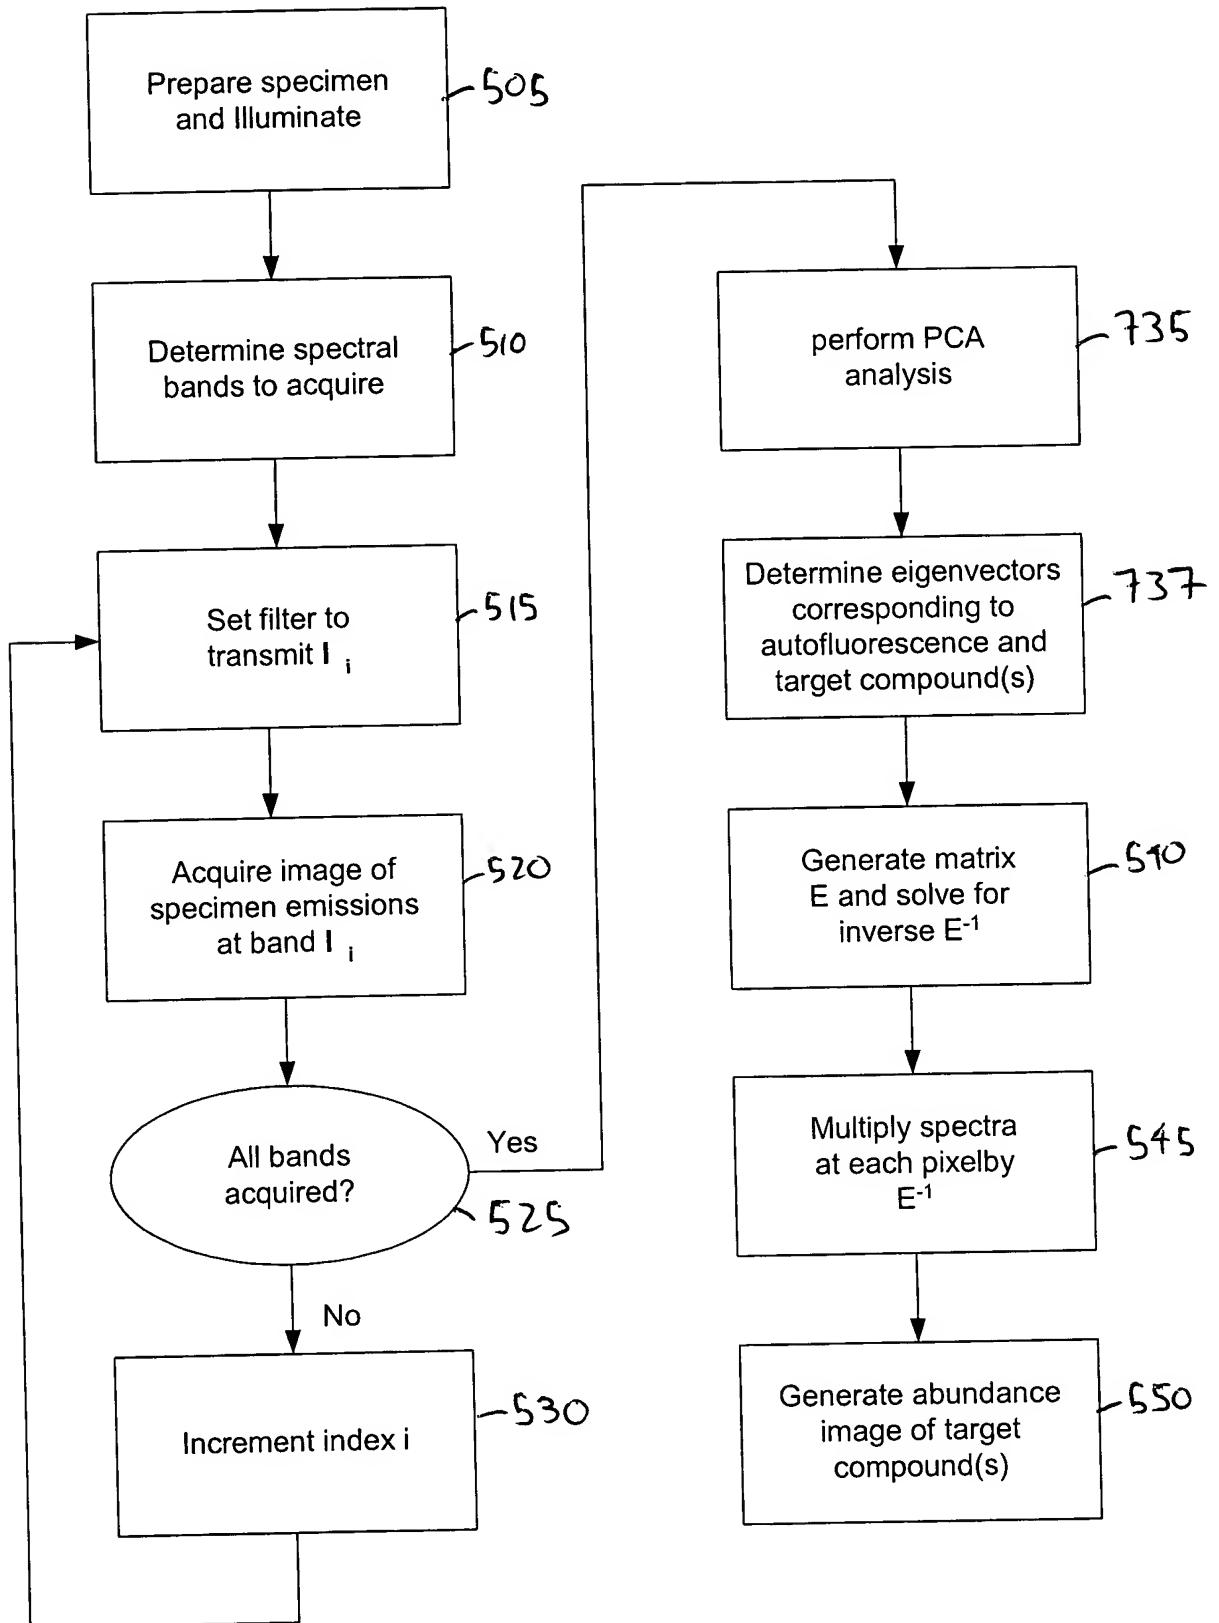 Prepare specimen
and Illuminate
505
Determine spectral
bands to acquire
510
Set filter to
transmit I i
515
Acquire image of
specimen emissions
at band I i
520
All bands
acquired?
525
Yes
No
Increment index i
530
perform PCA
analysis
735
Determine eigenvectors
corresponding to
autofluorescence and
target compound(s)
737
Generate matrix
E and solve for
inverse E-1
540
Multiply spectra
at each pixelby
E-1
545
Generate abundance
image of target
compound(s)
550